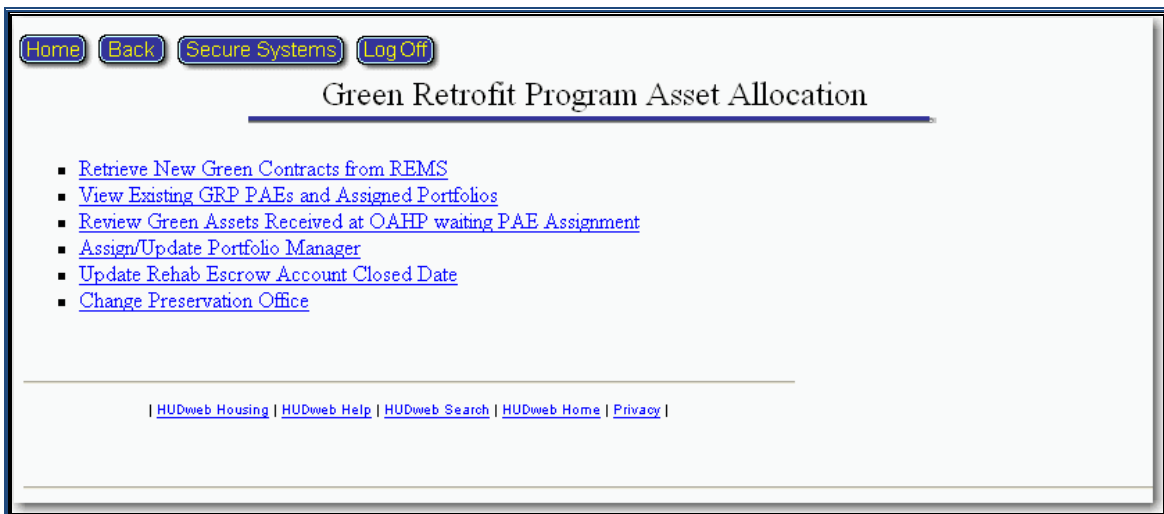 Home Back Secure Systems Log Off
Green Retrofit Program Asset Allocation
Retrieve New Green Contracts from REMS
View Existing GRP PAEs and Assigned Portfolios
Review Green Assets Received at OAHP waiting PAE Assignment
Assign/Update Portfolio Manager
Update Rehab Escrow Account Closed Date
Change Preservation Office
| HUDweb Housing | HUDweb Help | HUDweb Search | HUDweb Home | Privacy |